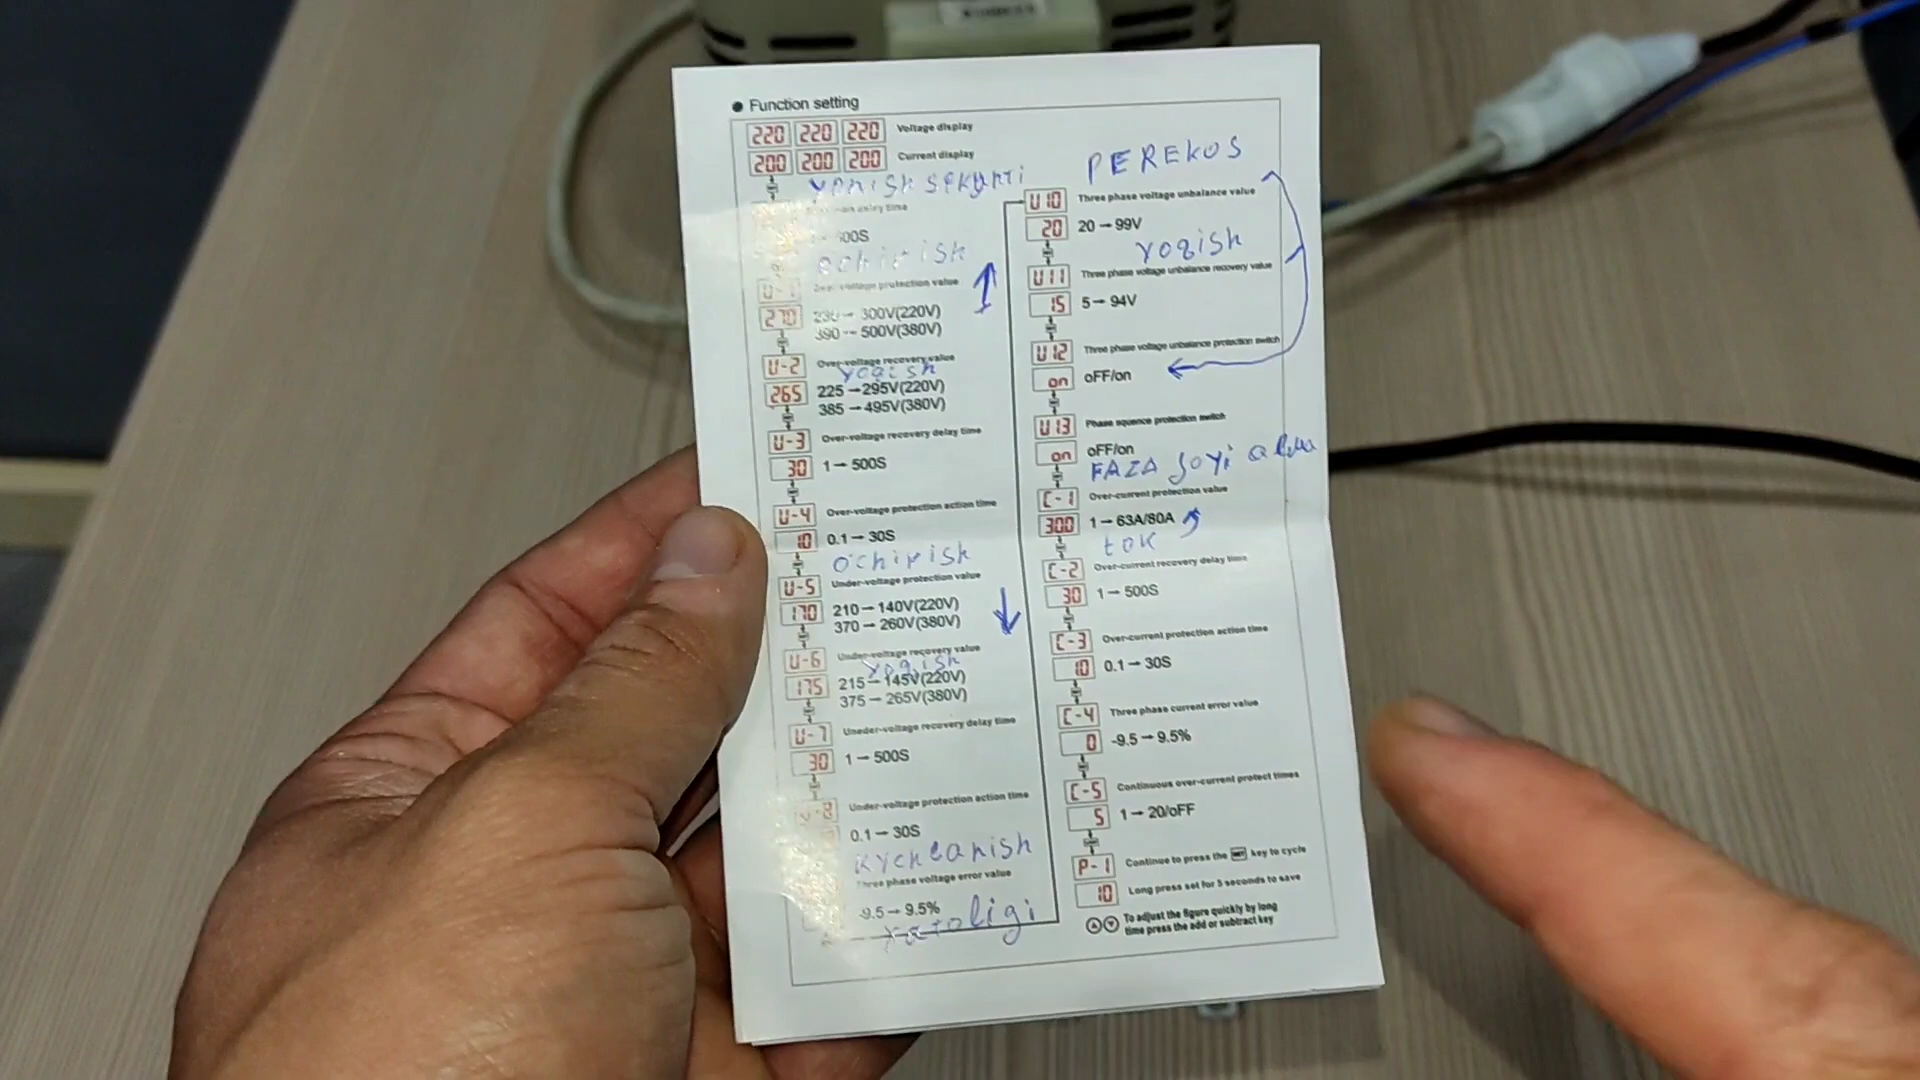 ● Function setting
220 220 220 Voltage display
200 200 200 Current display
yonish sekunti
delay time
ochirish
U-1 protection value
270 300V(220V)
390 – 500V(380V)
U-2 Over-voltage recovery value
yogish
265 225 – 295V(220V)
385 – 495V(380V)
U-3 Over-voltage recovery delay time
30 1 – 500S
U-4 Over-voltage protection action time
10 0.1 – 30S
ochirish
U-5 Under-voltage protection value
170 210 – 140V(220V)
370 – 260V(380V)
U-6 Under-voltage recovery value
yogish
175 215 – 145V(220V)
375 – 265V(380V)
U-7 Uneder-voltage recovery delay time
30 1 – 500S
U-8 Under-voltage protection action time
0.1 – 30S
kychlanish
Three phase voltage error value
-9.5 – 9.5%
xatoligi
PEREKOS
U10 Three phase voltage unbalance value
20 20 – 99V
yogish
U11 Three phase voltage unbalance recovery value
15 5 – 94V
U12 Three phase voltage unbalance protection switch
on oFF/on
U13 Phase squence protection switch
on oFF/on
FAZA joyi
C-1 Over-current protection value
300 1 – 63A/80A
tok
C-2 Over-current recovery delay time
30 1 – 500S
C-3 Over-current protection action time
10 0.1 – 30S
C-4 Three phase current error value
0 -9.5 – 9.5%
C-5 Continuous over-current protect times
5 1 – 20/oFF
P-1 Continue to press the key to cycle
10 Long press set for 3 seconds to save
To adjust the figure quickly by long
time press the add or subtract key